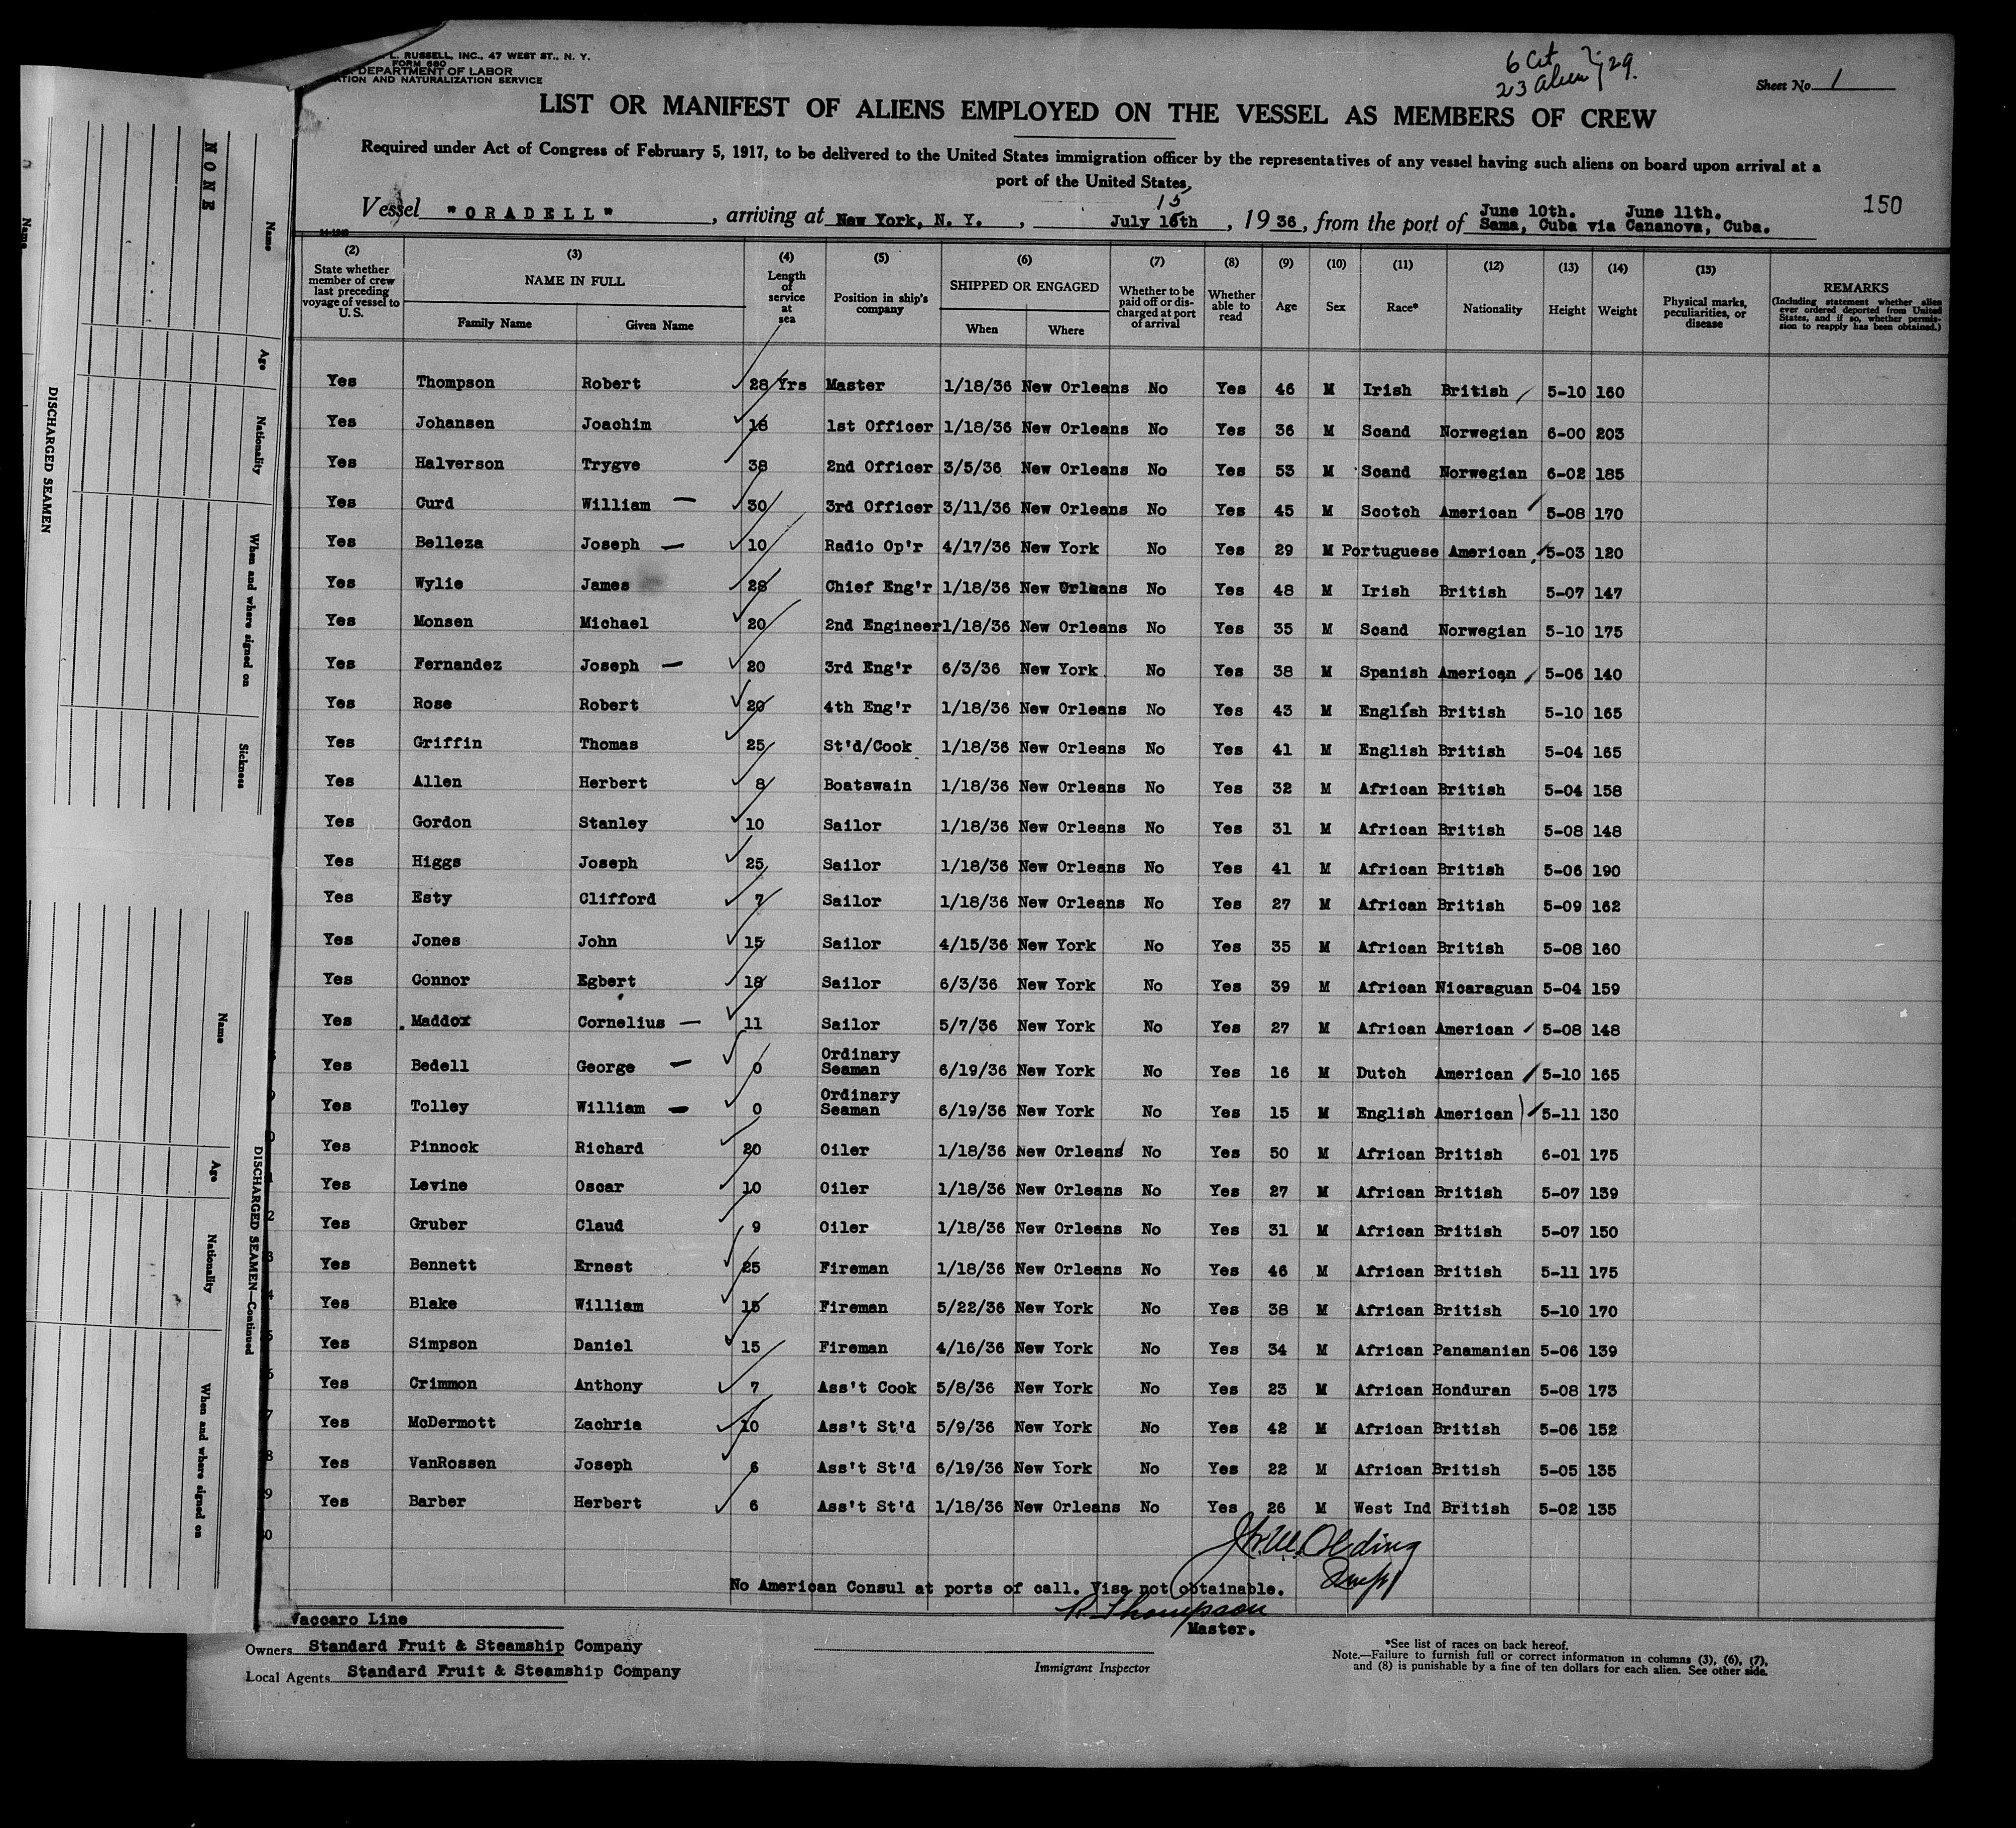 L. RUSSELL, INC., 47 WEST ST., N. Y.
FORM 680
DEPARTMENT OF LABOR
ATION AND NATURALIZATION SERVICE
6 Cit
23 Alien } 29.
Sheet No. 1
LIST OR MANIFEST OF ALIENS EMPLOYED ON THE VESSEL AS MEMBERS OF CREW
Required under Act of Congress of February 5, 1917, to be delivered to the United States immigration officer by the representatives of any vessel having such aliens on board upon arrival at a
port of the United States
150
Vessel "ORADELL", arriving at New York, N. Y., July 15 16th, 1936, from the port of June 10th. Sama, Cuba via June 11th. Cananova, Cuba.
14-1240
(2) (3) (4) (5) (6) (7) (8) (9) (10) (11) (12) (13) (14) (15)
State whether member of crew last preceding voyage of vessel to U. S.
NAME IN FULL
Family Name Given Name
Length of service at sea
Position in ship's company
SHIPPED OR ENGAGED
When Where
Whether to be paid off or discharged at port of arrival
Whether able to read
Age Sex Race* Nationality Height Weight
Physical marks, peculiarities, or disease
REMARKS
(Including statement whether alien ever ordered deported from United States, and if so, whether permission to reapply has been obtained.)
Yes Thompson Robert 28 Yrs Master 1/18/36 New Orleans No Yes 46 M Irish British 5-10 160
Yes Johansen Joachim 18 1st Officer 1/18/36 New Orleans No Yes 36 M Scand Norwegian 6-00 203
Yes Halverson Trygve 38 2nd Officer 3/5/36 New Orleans No Yes 53 M Scand Norwegian 6-02 185
Yes Curd William — 30 3rd Officer 3/11/36 New Orleans No Yes 45 M Scotch American 5-08 170
Yes Belleza Joseph — 10 Radio Op'r 4/17/36 New York No Yes 29 M Portuguese American 5-03 120
Yes Wylie James 28 Chief Eng'r 1/18/36 New Orleans No Yes 48 M Irish British 5-07 147
Yes Monsen Michael 20 2nd Engineer 1/18/36 New Orleans No Yes 35 M Scand Norwegian 5-10 175
Yes Fernandez Joseph — 20 3rd Eng'r 6/3/36 New York No Yes 38 M Spanish American 5-06 140
Yes Rose Robert 20 4th Eng'r 1/18/36 New Orleans No Yes 43 M English British 5-10 165
Yes Griffin Thomas 25 St'd/Cook 1/18/36 New Orleans No Yes 41 M English British 5-04 165
Yes Allen Herbert 8 Boatswain 1/18/36 New Orleans No Yes 32 M African British 5-04 158
Yes Gordon Stanley 10 Sailor 1/18/36 New Orleans No Yes 31 M African British 5-08 148
Yes Higgs Joseph 25 Sailor 1/18/36 New Orleans No Yes 41 M African British 5-06 190
Yes Esty Clifford 7 Sailor 1/18/36 New Orleans No Yes 27 M African British 5-09 162
Yes Jones John 15 Sailor 4/15/36 New York No Yes 35 M African British 5-08 160
Yes Connor Egbert 18 Sailor 6/3/36 New York No Yes 39 M African Nicaraguan 5-04 159
Yes Maddox Cornelius — 11 Sailor 5/7/36 New York No Yes 27 M African American 5-08 148
Yes Bedell George — 0 Ordinary Seaman 6/19/36 New York No Yes 16 M Dutch American 5-10 165
Yes Tolley William — 0 Ordinary Seaman 6/19/36 New York No Yes 15 M English American 5-11 130
Yes Pinnock Richard 20 Oiler 1/18/36 New Orleans No Yes 50 M African British 6-01 175
Yes Levine Oscar 10 Oiler 1/18/36 New Orleans No Yes 27 M African British 5-07 139
Yes Gruber Claud 9 Oiler 1/18/36 New Orleans No Yes 31 M African British 5-07 150
Yes Bennett Ernest 25 Fireman 1/18/36 New Orleans No Yes 46 M African British 5-11 175
Yes Blake William 15 Fireman 5/22/36 New York No Yes 38 M African British 5-10 170
Yes Simpson Daniel 15 Fireman 4/16/36 New York No Yes 34 M African Panamanian 5-06 139
Yes Crimmon Anthony 7 Ass't Cook 5/8/36 New York No Yes 23 M African Honduran 5-08 173
Yes McDermott Zachria 10 Ass't St'd 5/9/36 New York No Yes 42 M African British 5-06 152
Yes VanRossen Joseph 6 Ass't St'd 6/19/36 New York No Yes 22 M African British 5-05 135
Yes Barber Herbert 6 Ass't St'd 1/18/36 New Orleans No Yes 26 M West Ind British 5-02 135
Olding
No American Consul at ports of call. Visa not obtainable.
R Thompson
Master.
Vaccaro Line
Owners Standard Fruit & Steamship Company
Local Agents Standard Fruit & Steamship Company
Immigrant Inspector
*See list of races on back hereof.
Note.—Failure to furnish full or correct information in columns (3), (6), (7),
and (8) is punishable by a fine of ten dollars for each alien. See other side.
NONE
DISCHARGED SEAMEN
Name
Name
Age
Nationality
When and where signed on
Sickness
DISCHARGED SEAMEN—Continued
Name
Age
Nationality
When and where signed on